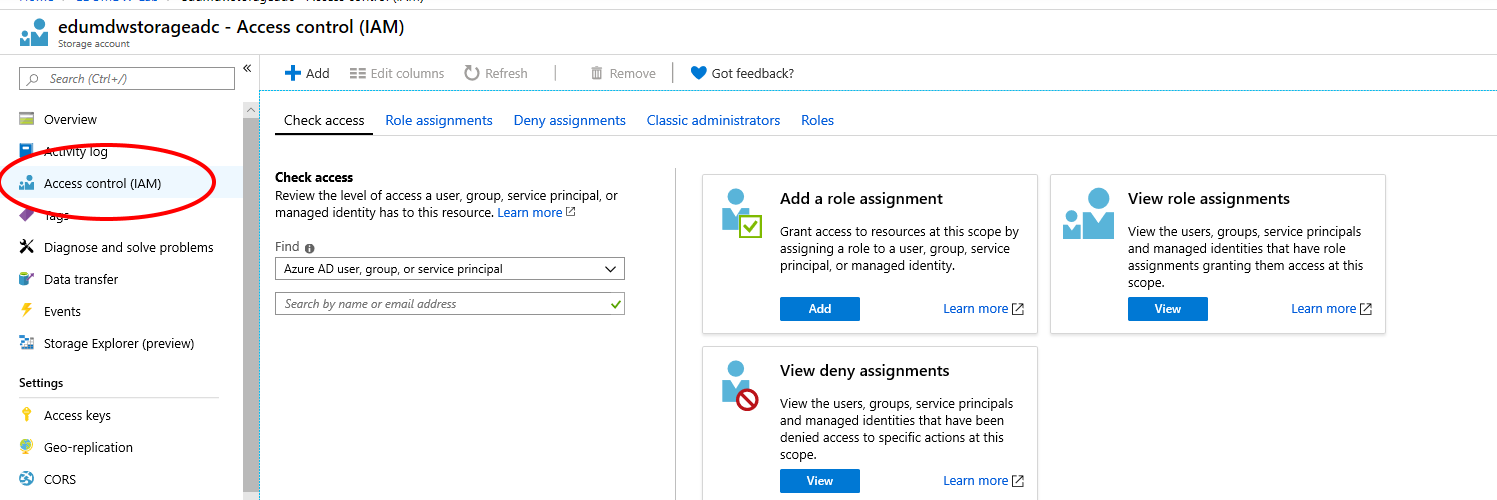 edumdwstorageadc - Access control (IAM)
Storage account
Search (Ctrl+/)
«
Overview
Activity log
Access control (IAM)
Tags
Diagnose and solve problems
Data transfer
Events
Storage Explorer (preview)
Settings
Access keys
Geo-replication
CORS
Add Edit columns Refresh Remove Got feedback?
Check access Role assignments Deny assignments Classic administrators Roles
Check access
Review the level of access a user, group, service principal, or
managed identity has to this resource. Learn more
Find
Azure AD user, group, or service principal
Search by name or email address
Add a role assignment
Grant access to resources at this scope by
assigning a role to a user, group, service
principal, or managed identity.
Add Learn more
View role assignments
View the users, groups, service principals
and managed identities that have role
assignments granting them access at this
scope.
View Learn more
View deny assignments
View the users, groups, service principals
and managed identities that have been
denied access to specific actions at this
scope.
View Learn more